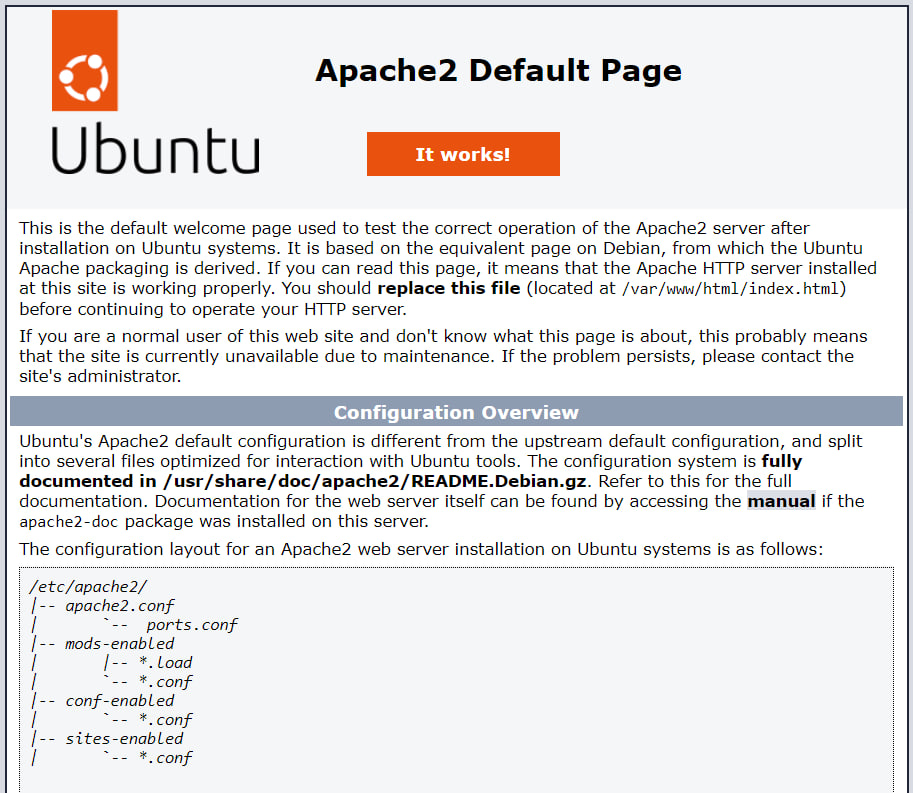 Apache2 Default Page
Ubuntu
It works!
This is the default welcome page used to test the correct operation of the Apache2 server after
installation on Ubuntu systems. It is based on the equivalent page on Debian, from which the Ubuntu
Apache packaging is derived. If you can read this page, it means that the Apache HTTP server installed
at this site is working properly. You should replace this file (located at /var/www/html/index.html)
before continuing to operate your HTTP server.
If you are a normal user of this web site and don't know what this page is about, this probably means
that the site is currently unavailable due to maintenance. If the problem persists, please contact the
site's administrator.
Configuration Overview
Ubuntu's Apache2 default configuration is different from the upstream default configuration, and split
into several files optimized for interaction with Ubuntu tools. The configuration system is fully
documented in /usr/share/doc/apache2/README.Debian.gz. Refer to this for the full
documentation. Documentation for the web server itself can be found by accessing the manual if the
apache2-doc package was installed on this server.
The configuration layout for an Apache2 web server installation on Ubuntu systems is as follows:
/etc/apache2/
|-- apache2.conf
|       `--  ports.conf
|-- mods-enabled
|       |-- *.load
|       `-- *.conf
|-- conf-enabled
|       `-- *.conf
|-- sites-enabled
|       `-- *.conf